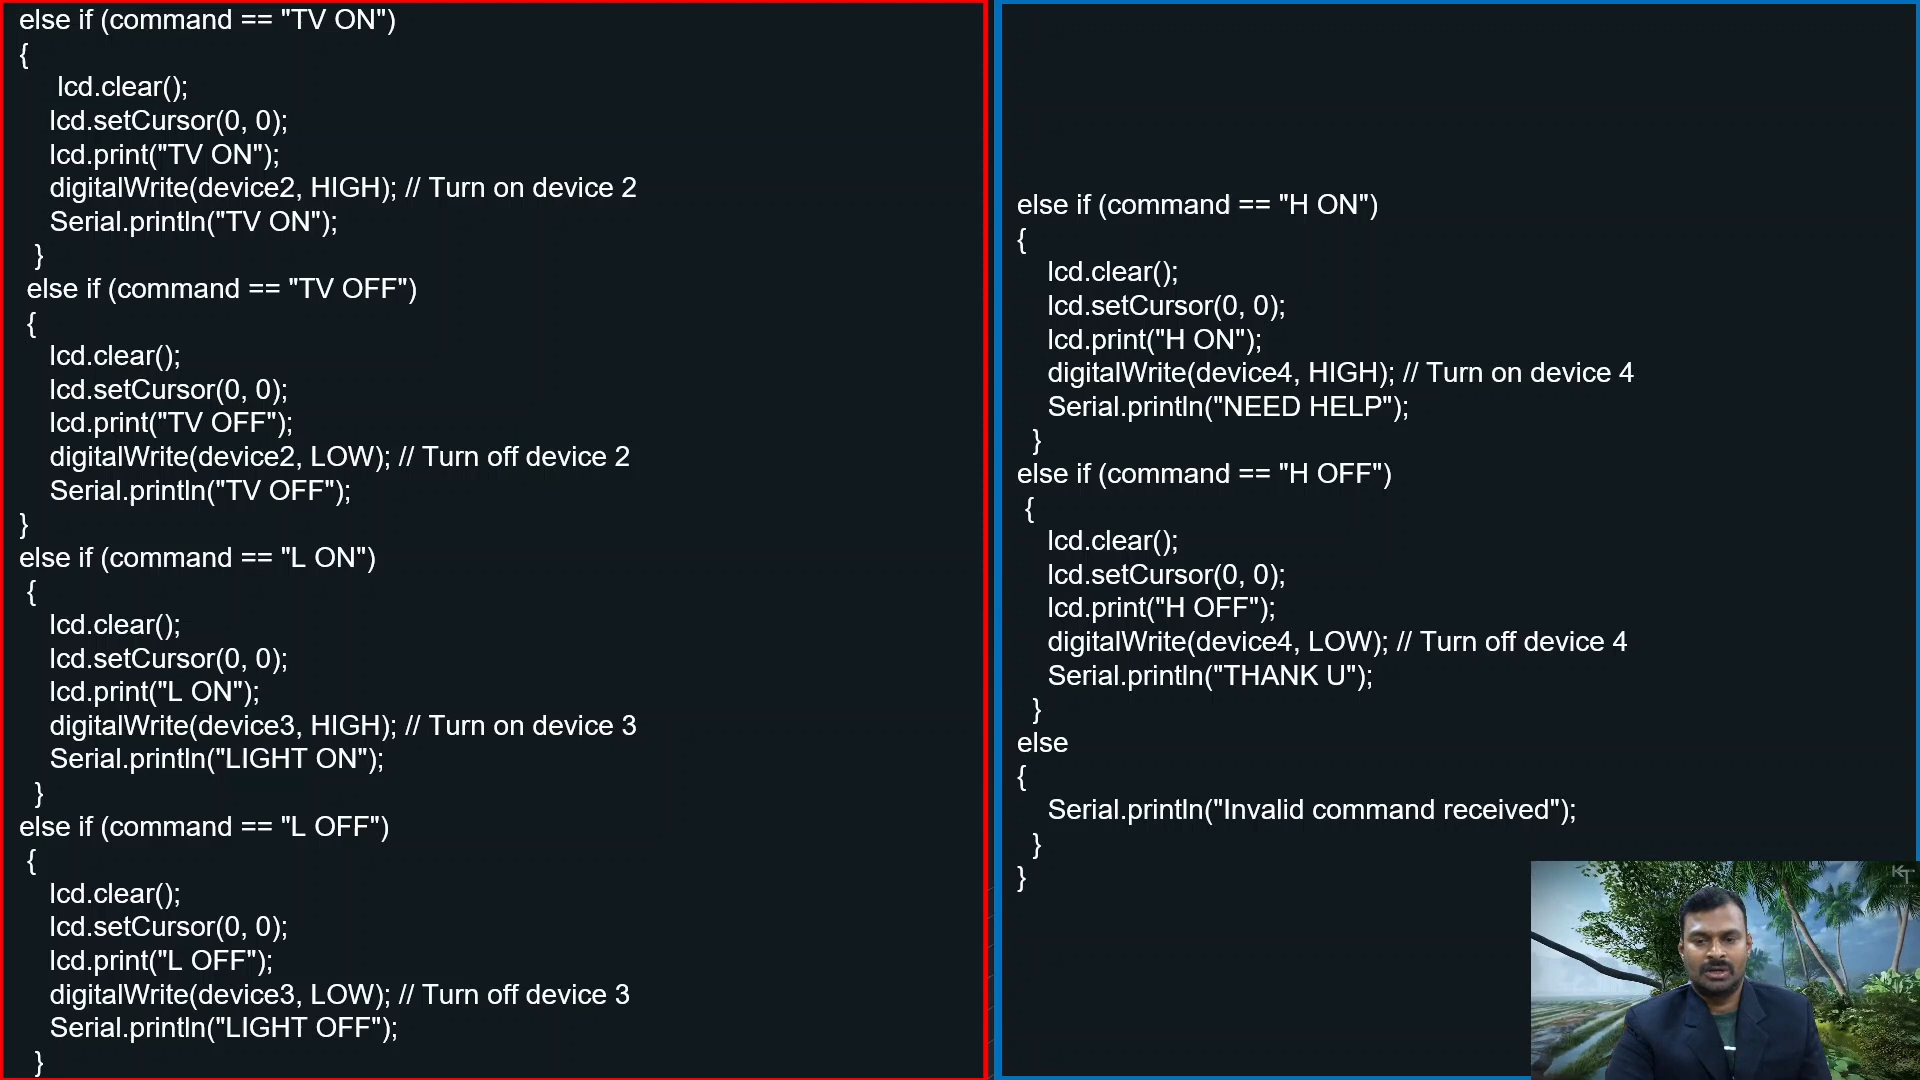 else if (command == "TV ON")
{
lcd.clear();
lcd.setCursor(0, 0);
lcd.print("TV ON");
digitalWrite(device2, HIGH); // Turn on device 2
Serial.println("TV ON");
}
else if (command == "TV OFF")
{
lcd.clear();
lcd.setCursor(0, 0);
lcd.print("TV OFF");
digitalWrite(device2, LOW); // Turn off device 2
Serial.println("TV OFF");
}
else if (command == "L ON")
{
lcd.clear();
lcd.setCursor(0, 0);
lcd.print("L ON");
digitalWrite(device3, HIGH); // Turn on device 3
Serial.println("LIGHT ON");
}
else if (command == "L OFF")
{
lcd.clear();
lcd.setCursor(0, 0);
lcd.print("L OFF");
digitalWrite(device3, LOW); // Turn off device 3
Serial.println("LIGHT OFF");
}
else if (command == "H ON")
{
lcd.clear();
lcd.setCursor(0, 0);
lcd.print("H ON");
digitalWrite(device4, HIGH); // Turn on device 4
Serial.println("NEED HELP");
}
else if (command == "H OFF")
{
lcd.clear();
lcd.setCursor(0, 0);
lcd.print("H OFF");
digitalWrite(device4, LOW); // Turn off device 4
Serial.println("THANK U");
}
else
{
Serial.println("Invalid command received");
}
}
KT